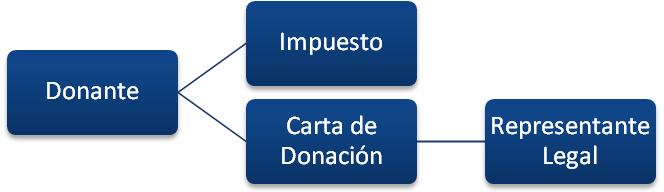 Donante
Impuesto
Carta de
Donación
Representante
Legal